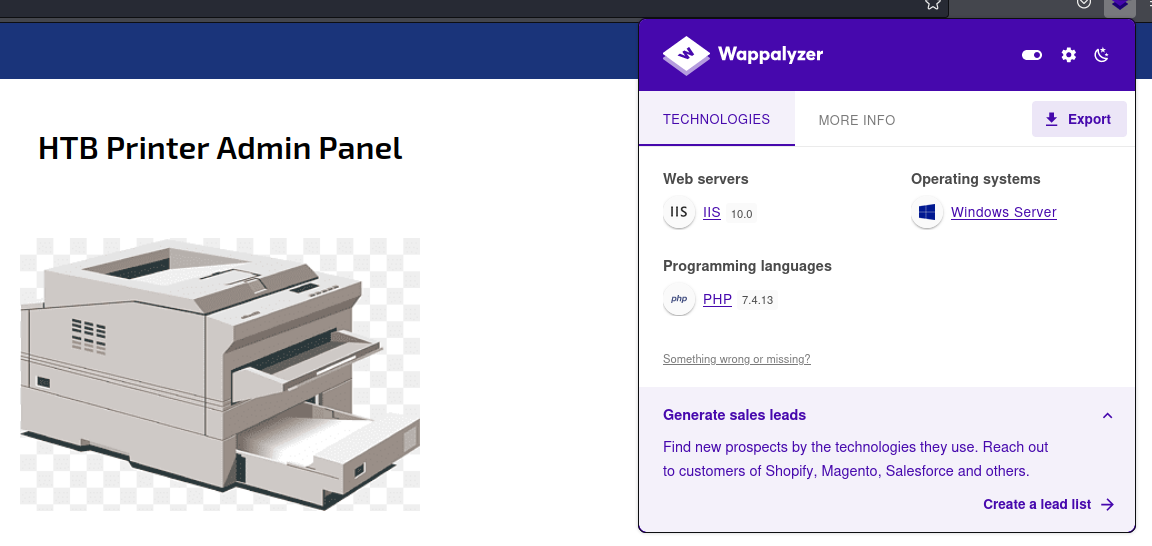 HTB Printer Admin Panel
Wappalyzer
TECHNOLOGIES
MORE INFO
Export
Web servers
IIS
IIS
10.0
Operating systems
Windows Server
Programming languages
php
PHP
7.4.13
Something wrong or missing?
Generate sales leads
Find new prospects by the technologies they use. Reach out
to customers of Shopify, Magento, Salesforce and others.
Create a lead list